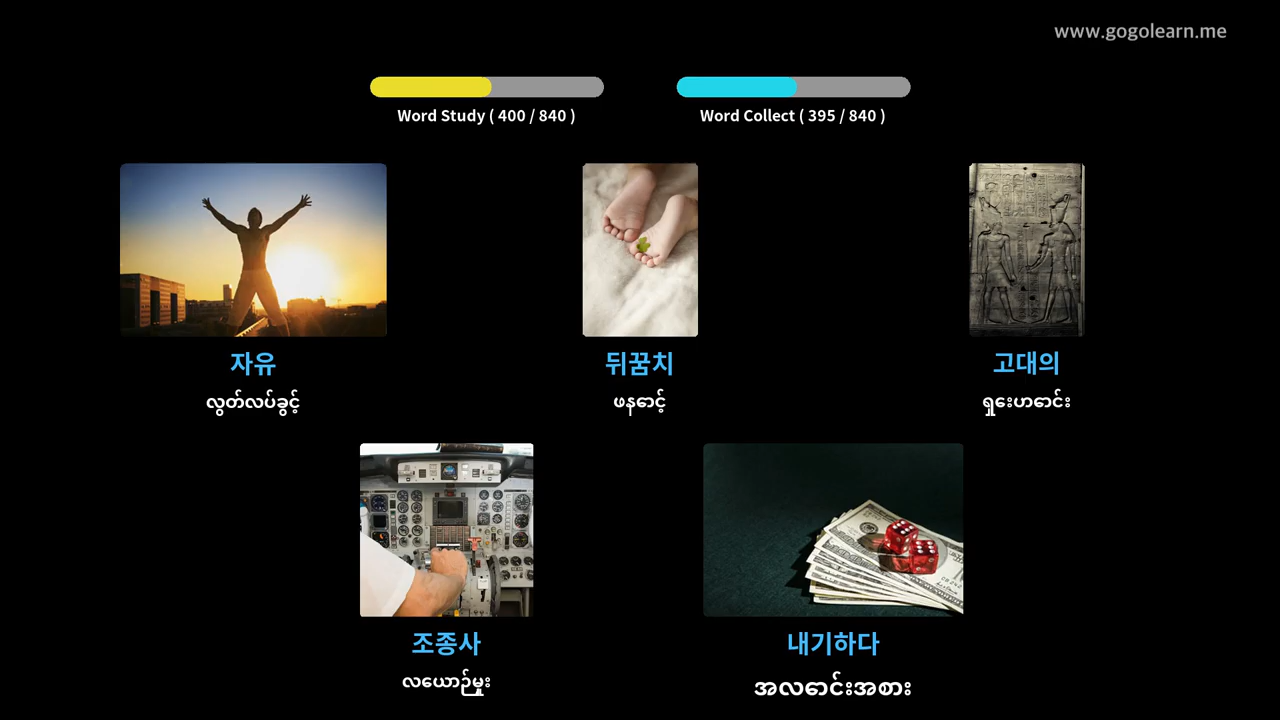 www.gogolearn.me
Word Study ( 400 / 840 )
Word Collect ( 395 / 840 )
자유
လွတ်လပ်ခွင့်
뒤꿈치
ဖနောင့်
고대의
ရှေးဟောင်း
조종사
လေယာဉ်မှူး
내기하다
အလောင်းအစား